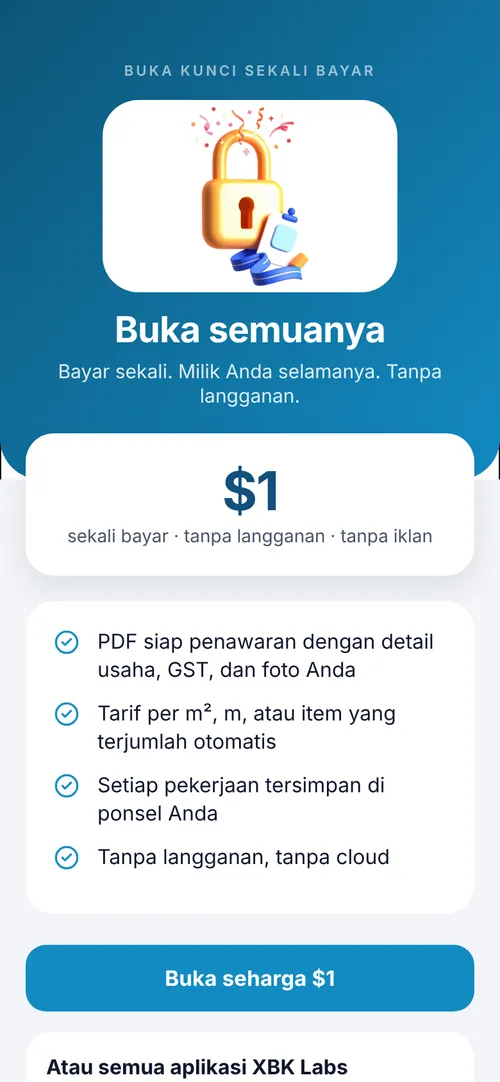 BUKA KUNCI SEKALI BAYAR
Buka semuanya
Bayar sekali. Milik Anda selamanya. Tanpa
langganan.
$1
sekali bayar · tanpa langganan · tanpa iklan
PDF siap penawaran dengan detail
usaha, GST, dan foto Anda
Tarif per m², m, atau item yang
terjumlah otomatis
Setiap pekerjaan tersimpan di
ponsel Anda
Tanpa langganan, tanpa cloud
Buka seharga $1
Atau semua aplikasi XBK Labs